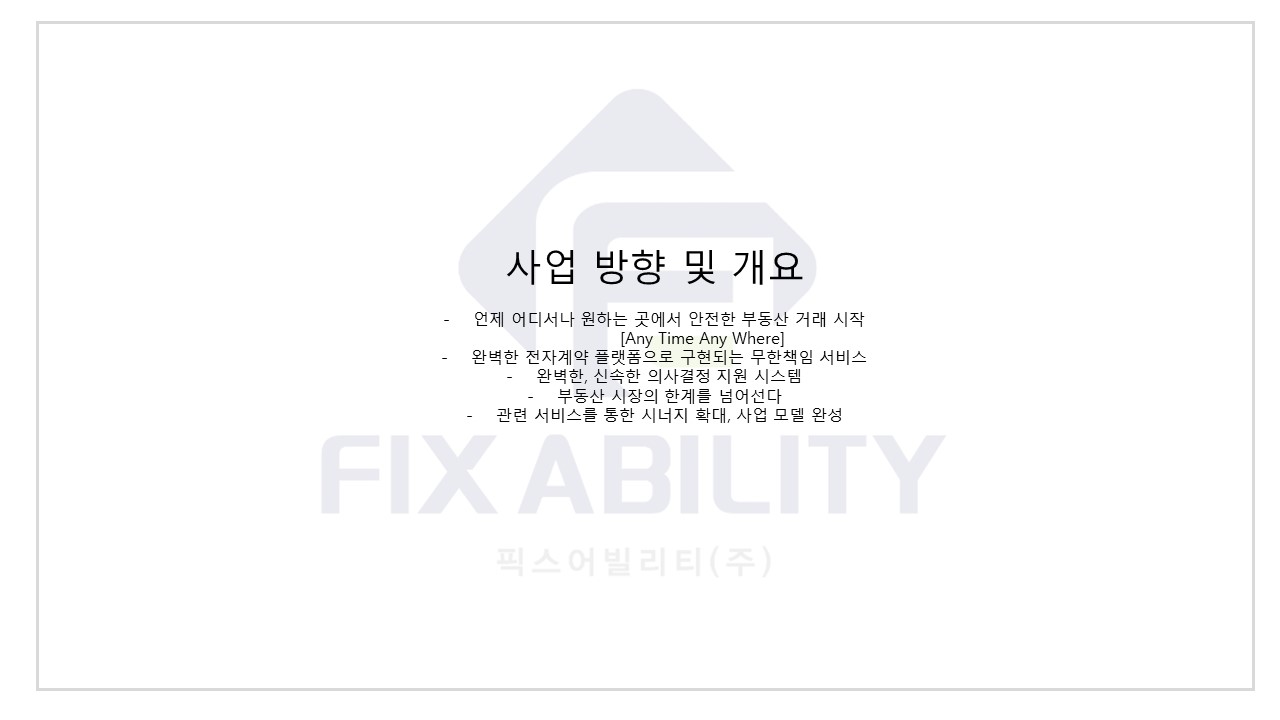 사업 방향 및 개요
- 언제 어디서나 원하는 곳에서 안전한 부동산 거래 시작
[Any Time Any Where]
- 완벽한 전자계약 플랫폼으로 구현되는 무한책임 서비스
- 완벽한, 신속한 의사결정 지원 시스템
- 부동산 시장의 한계를 넘어선다
- 관련 서비스를 통한 시너지 확대, 사업 모델 완성
FIXABILITY
픽스어빌리티(주)